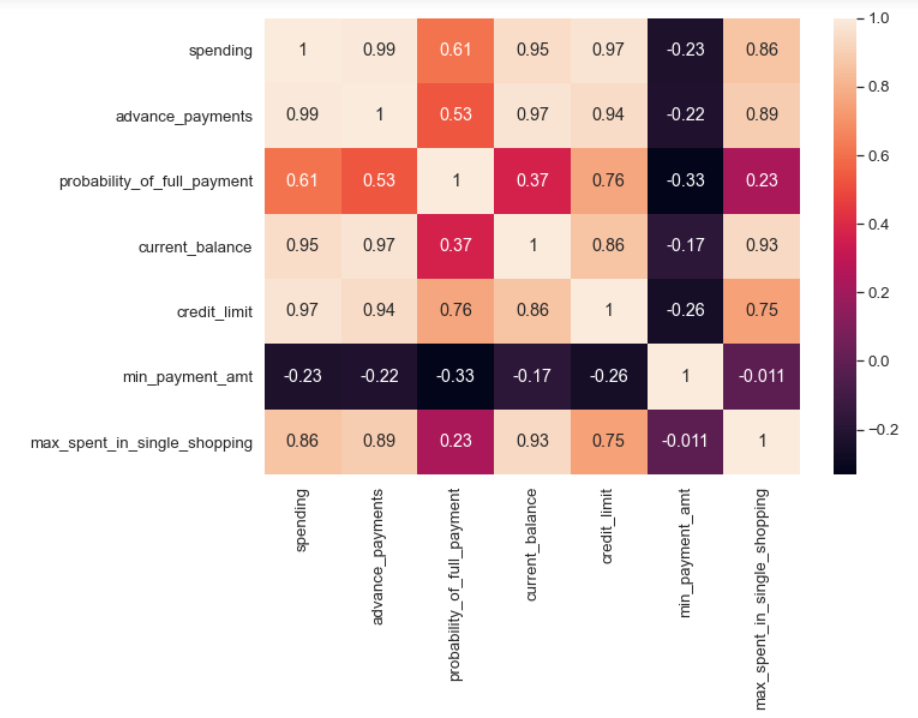 spending 1 0.99 0.61 0.95 0.97 -0.23 0.86
advance_payments 0.99 1 0.53 0.97 0.94 -0.22 0.89
probability_of_full_payment 0.61 0.53 1 0.37 0.76 -0.33 0.23
current_balance 0.95 0.97 0.37 1 0.86 -0.17 0.93
credit_limit 0.97 0.94 0.76 0.86 1 -0.26 0.75
min_payment_amt -0.23 -0.22 -0.33 -0.17 -0.26 1 -0.011
max_spent_in_single_shopping 0.86 0.89 0.23 0.93 0.75 -0.011 1
spending
advance_payments
probability_of_full_payment
current_balance
credit_limit
min_payment_amt
max_spent_in_single_shopping
1.0
0.8
0.6
0.4
0.2
0.0
−0.2